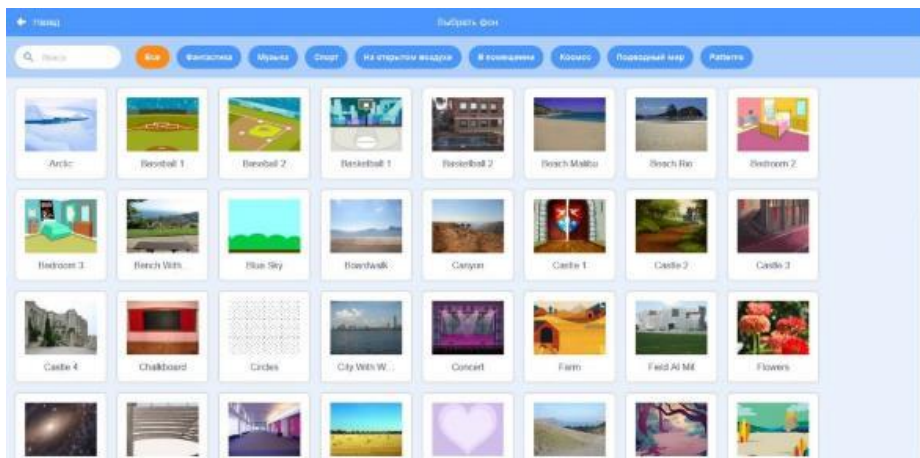 Назад
Выбрать фон
Поиск
Все Фантастика Музыка Спорт На открытом воздухе В помещении Космос Подводный мир Patterns
Arctic Baseball 1 Baseball 2 Basketball 1 Basketball 2 Beach Malibu Beach Rio Bedroom 2
Bedroom 3 Bench With... Blue Sky Boardwalk Canyon Castle 1 Castle 2 Castle 3
Castle 4 Chalkboard Circles City With W... Concert Farm Field At Mit Flowers